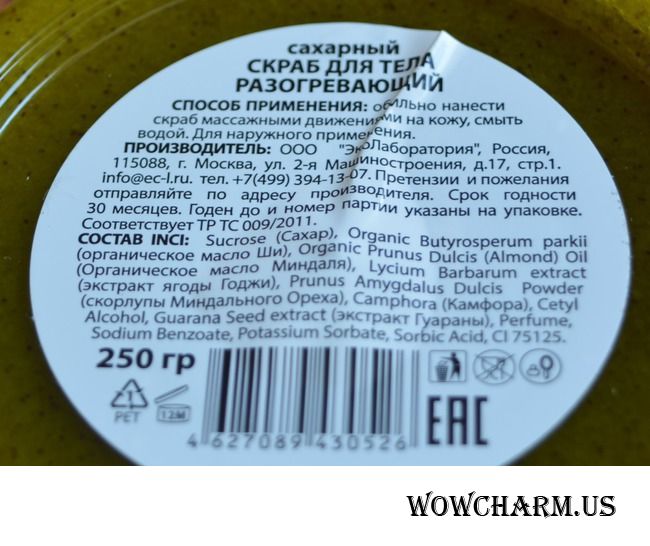 сахарный
СКРАБ ДЛЯ ТЕЛА
РАЗОГРЕВАЮЩИЙ
СПОСОБ ПРИМЕНЕНИЯ: обильно нанести
скраб массажными движениями на кожу, смыть
водой. Для наружного применения.
ПРОИЗВОДИТЕЛЬ: ООО "ЭкоЛаборатория", Россия,
115088, г. Москва, ул. 2-я Машиностроения, д.17, стр.1.
info@ec-l.ru. тел. +7(499) 394-13-07. Претензии и пожелания
отправляйте по адресу производителя. Срок годности
30 месяцев. Годен до и номер партии указаны на упаковке.
Соответствует ТР ТС 009/2011.
СОСТАВ INCI: Sucrose (Сахар), Organic Butyrosperum parkii
(органическое масло Ши), Organic Prunus Dulcis (Almond) Oil
(Органическое масло Миндаля), Lycium Barbarum extract
(экстракт ягоды Годжи), Prunus Amygdalus Dulcis Powder
(скорлупы Миндального Ореха), Camphora (Камфора), Cetyl
Alcohol, Guarana Seed extract (экстракт Гуараны), Perfume,
Sodium Benzoate, Potassium Sorbate, Sorbic Acid, CI 75125.
250 гр
1
PET
12M
4 627089 430526
EAC
WOWCHARM.US